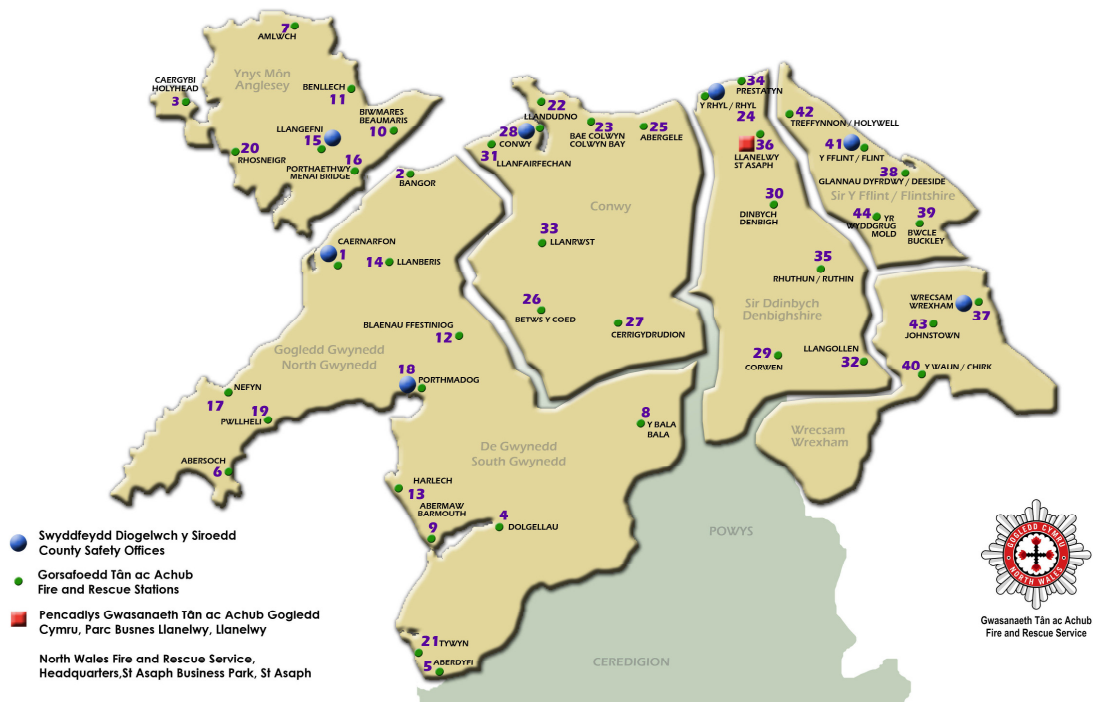 7
AMLWCH
Ynys Môn
Anglesey
CAERGYBI
HOLYHEAD
3
BENLLECH
11
BIWMARES
BEAUMARIS
10
LLANGEFNI
15
20
RHOSNEIGR
16
PORTHAETHWY
MENAI BRIDGE
2
BANGOR
CAERNARFON
1
14 LLANBERIS
BLAENAU FFESTINIOG
12
Gogledd Gwynedd
North Gwynedd
18
PORTHMADOG
NEFYN
17
19
PWLLHELI
ABERSOCH
6
22
LLANDUDNO
28
CONWY
31
LLANFAIRFECHAN
23
BAE COLWYN
COLWYN BAY
25
ABERGELE
Conwy
33
LLANRWST
26
BETWS Y COED
27
CERRIGYDRUDION
34
PRESTATYN
Y RHYL / RHYL
24
36
LLANELWY
ST ASAPH
30
DINBYCH
DENBIGH
35
RHUTHUN / RUTHIN
Sir Ddinbych
Denbighshire
29
CORWEN
LLANGOLLEN
32
42
TREFFYNNON / HOLYWELL
41
Y FFLINT / FLINT
38
GLANNAU DYFRDWY / DEESIDE
Sir Y Fflint / Flintshire
44 YR
WYDDGRUG
MOLD
39
BWCLE
BUCKLEY
WRECSAM
WREXHAM
37
43
JOHNSTOWN
40 Y WAUN / CHIRK
Wrecsam
Wrexham
8
Y BALA
BALA
De Gwynedd
South Gwynedd
HARLECH
13
ABERMAW
BARMOUTH
9
4
DOLGELLAU
21 TYWYN
5 ABERDYFI
POWYS
CEREDIGION
Swyddfeydd Diogelwch y Siroedd
County Safety Offices
Gorsafoedd Tân ac Achub
Fire and Rescue Stations
Pencadlys Gwasanaeth Tân ac Achub Gogledd
Cymru, Parc Busnes Llanelwy, Llanelwy
North Wales Fire and Rescue Service,
Headquarters,St Asaph Business Park, St Asaph
GOGLEDD CYMRU
NORTH WALES
Gwasanaeth Tân ac Achub
Fire and Rescue Service